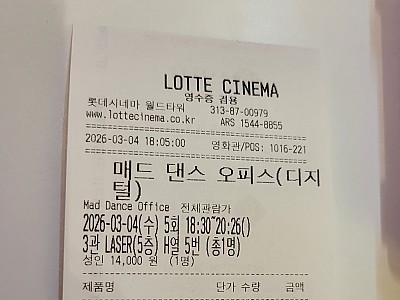 LOTTE CINEMA
영수증 겸용
롯데시네마 월드타워 313-87-00979
www.lottecinema.co.kr ARS 1544-8855
2026-03-04 18:05:00 영화관/POS: 1016-221
매드 댄스 오피스(디지
털)
Mad Dance Office 전체관람가
2026-03-04(수) 5회 18:30~20:26()
3관 LASER(5층) H열 5번 (총1명)
성인 14,000 원 (1명)
제품명 단가 수량 금액